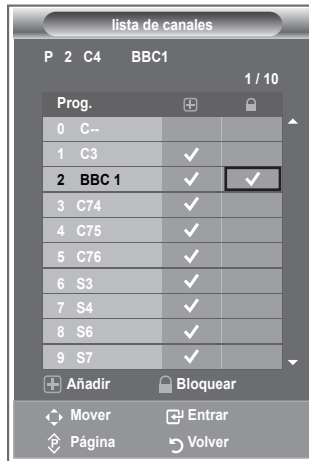 lista de canales
P 2 C4 BBC1
1 / 10
Prog.
0 C--
1 C3
2 BBC 1
3 C74
4 C75
5 C76
6 S3
7 S4
8 S6
9 S7
Añadir Bloquear
Mover Entrar
P Página Volver